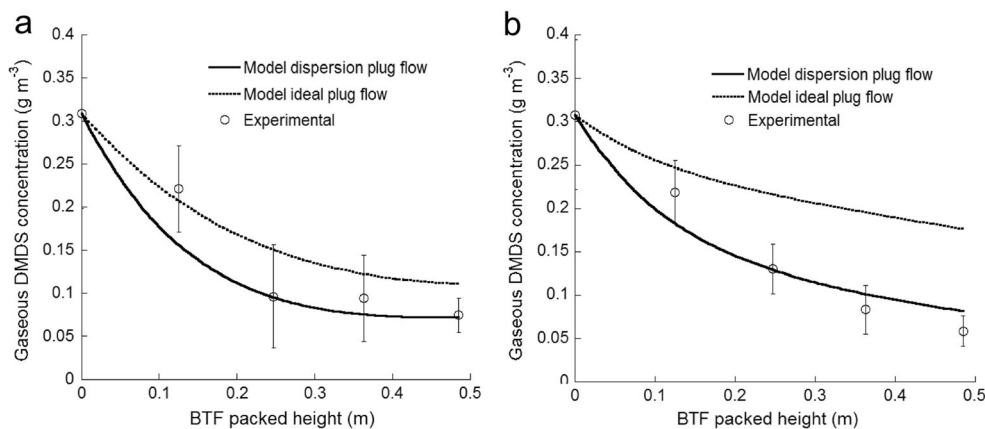 a
Gaseous DMDS concentration (g m⁻³)
0.4
0.35
0.3
0.25
0.2
0.15
0.1
0.05
0
Model dispersion plug flow
Model ideal plug flow
Experimental
0 0.1 0.2 0.3 0.4 0.5
BTF packed height (m)
b
Gaseous DMDS concentration (g m⁻³)
0.4
0.35
0.3
0.25
0.2
0.15
0.1
0.05
0
Model dispersion plug flow
Model ideal plug flow
Experimental
0 0.1 0.2 0.3 0.4 0.5
BTF packed height (m)